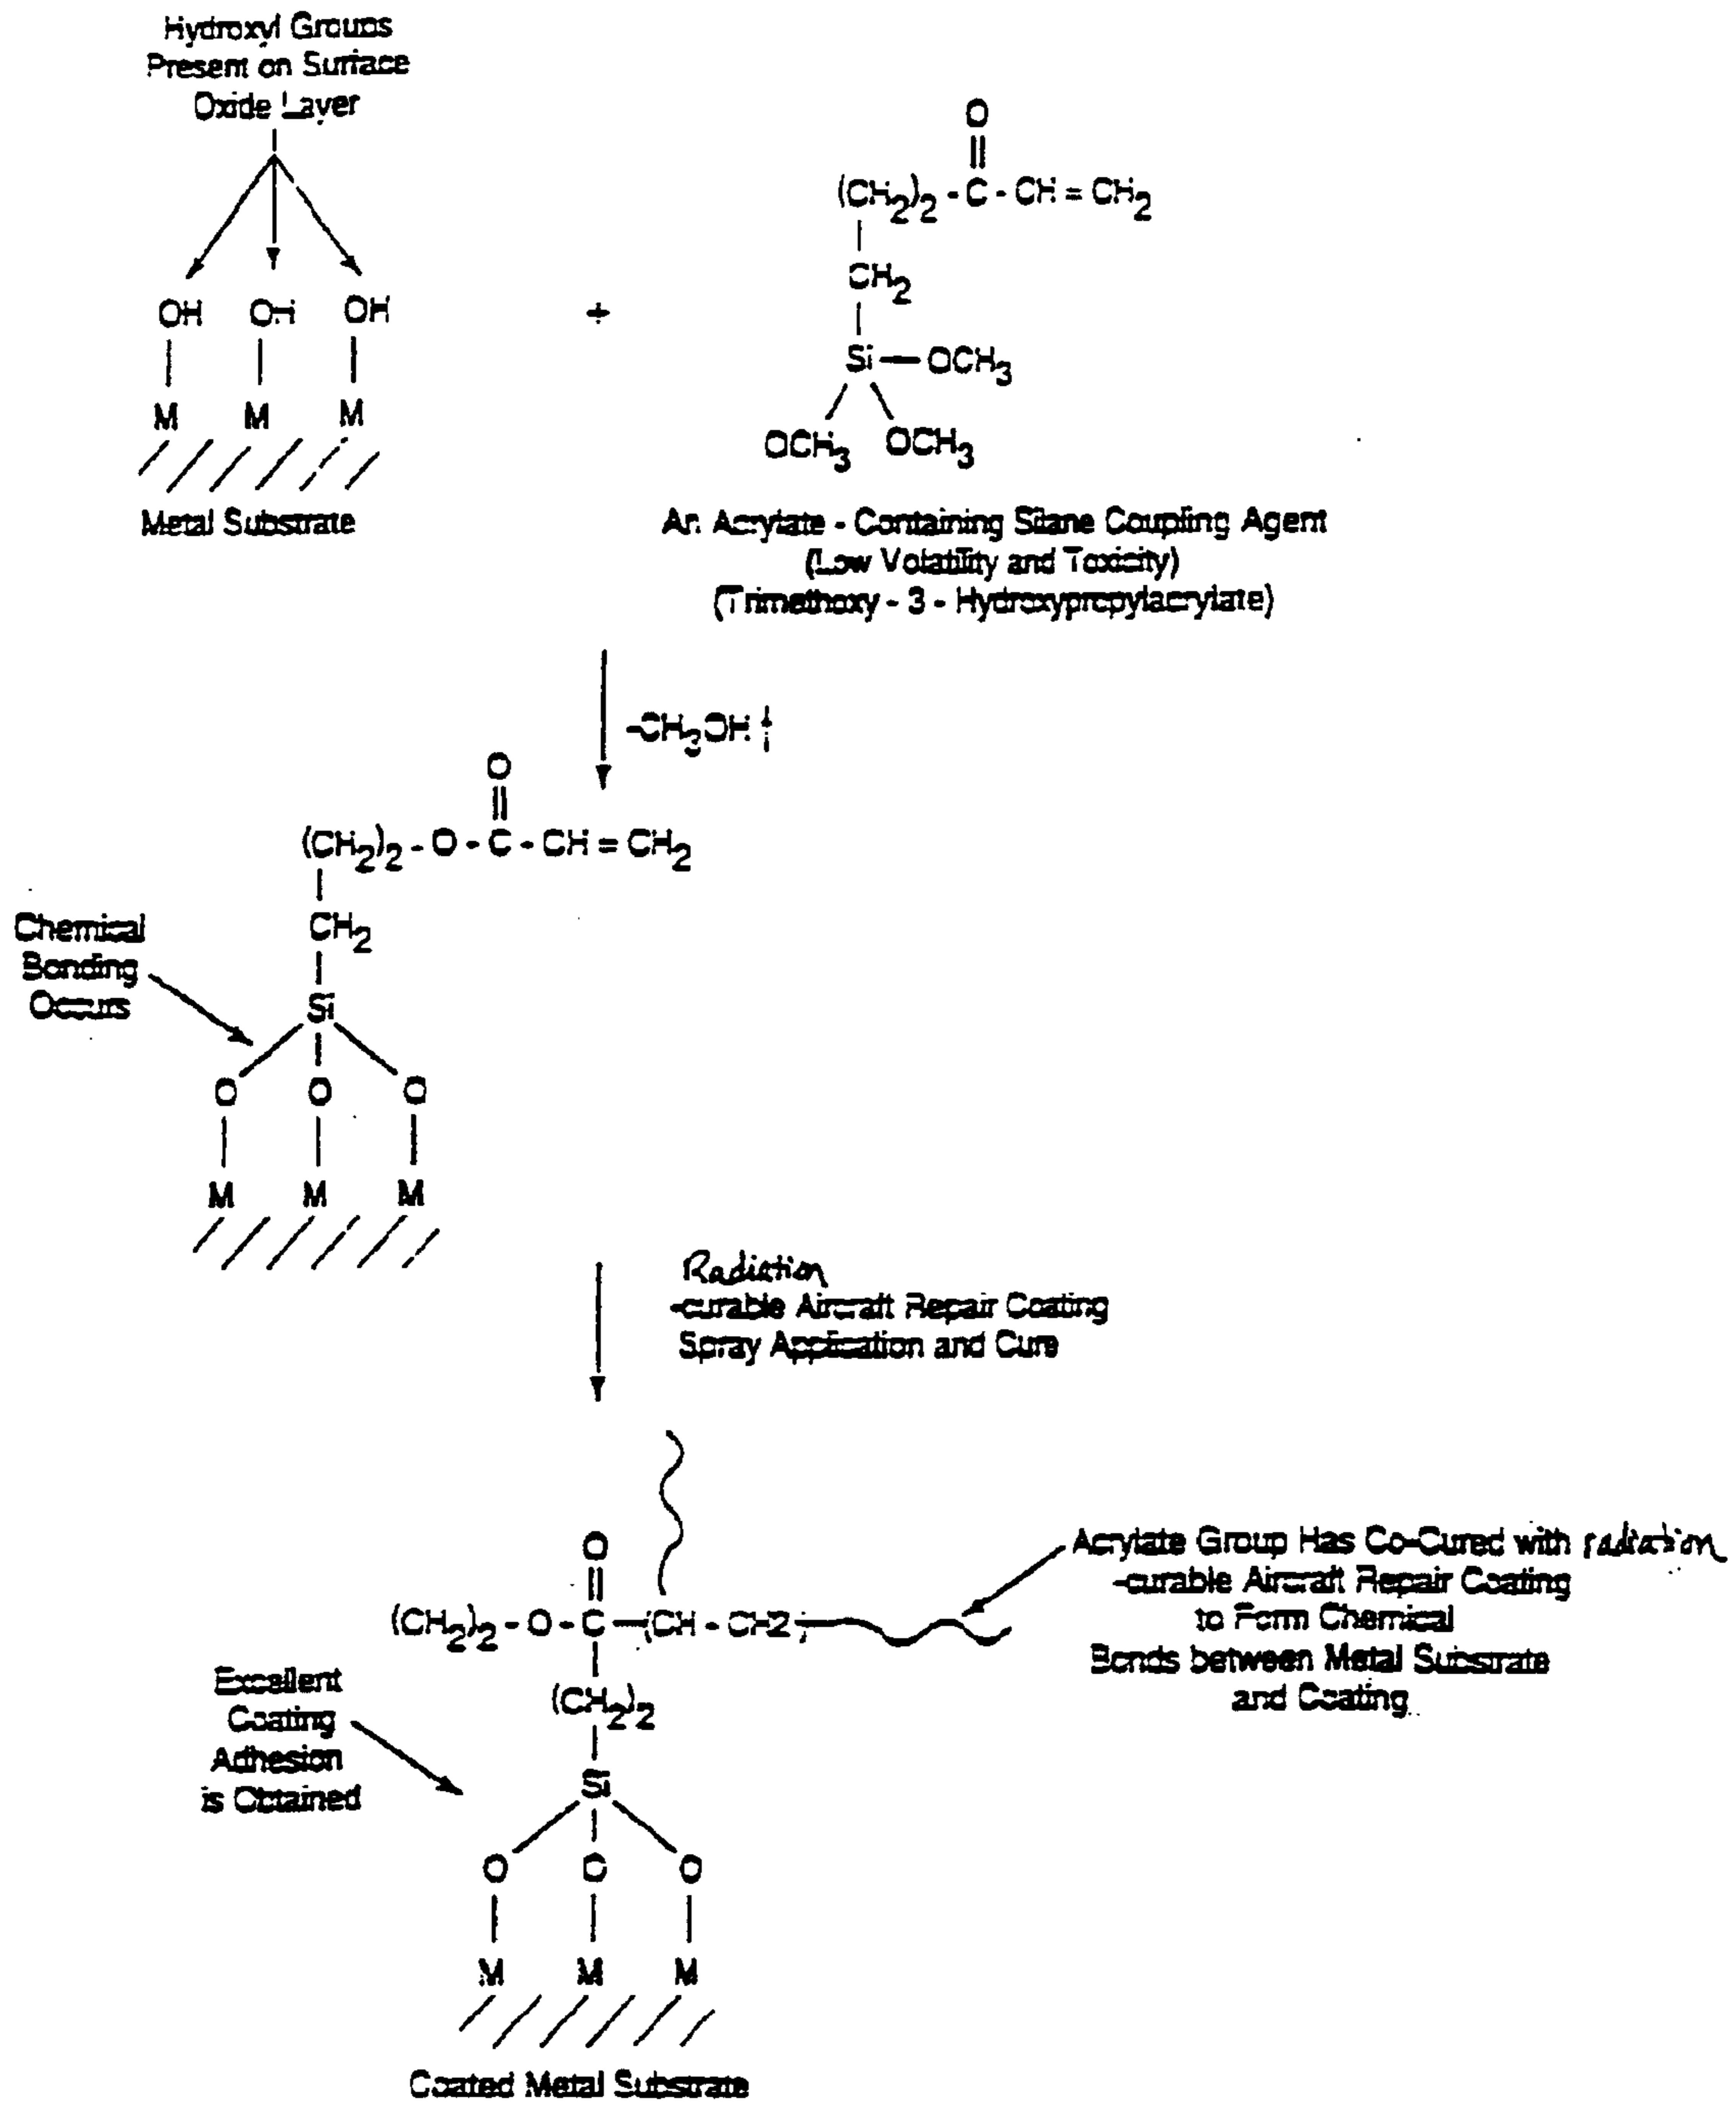 Hydroxyl Groups
Present on Surface
Oxide Layer
OH OH OH
M M M
Metal Substrate
+
O
(CH2)2 - C - CH = CH2
CH2
Si — OCH3
OCH3 OCH3
An Acrylate - Containing Silane Coupling Agent
(Low Volatility and Toxicity)
(Trimethoxy - 3 - Hydroxypropylacrylate)
-CH3OH
O
(CH2)2 - O - C - CH = CH2
CH2
Chemical
Bonding
Occurs
Si
O O O
M M M
Radiation
-curable Aircraft Repair Coating
Spray Application and Cure
O
(CH2)2 - O - C —(CH - CH2)
(CH2)2
Si
O O O
M M M
Acrylate Group Has Co-Cured with radiation
-curable Aircraft Repair Coating
to Form Chemical
Bonds between Metal Substrate
and Coating
Excellent
Coating
Adhesion
is Obtained
Coated Metal Substrate